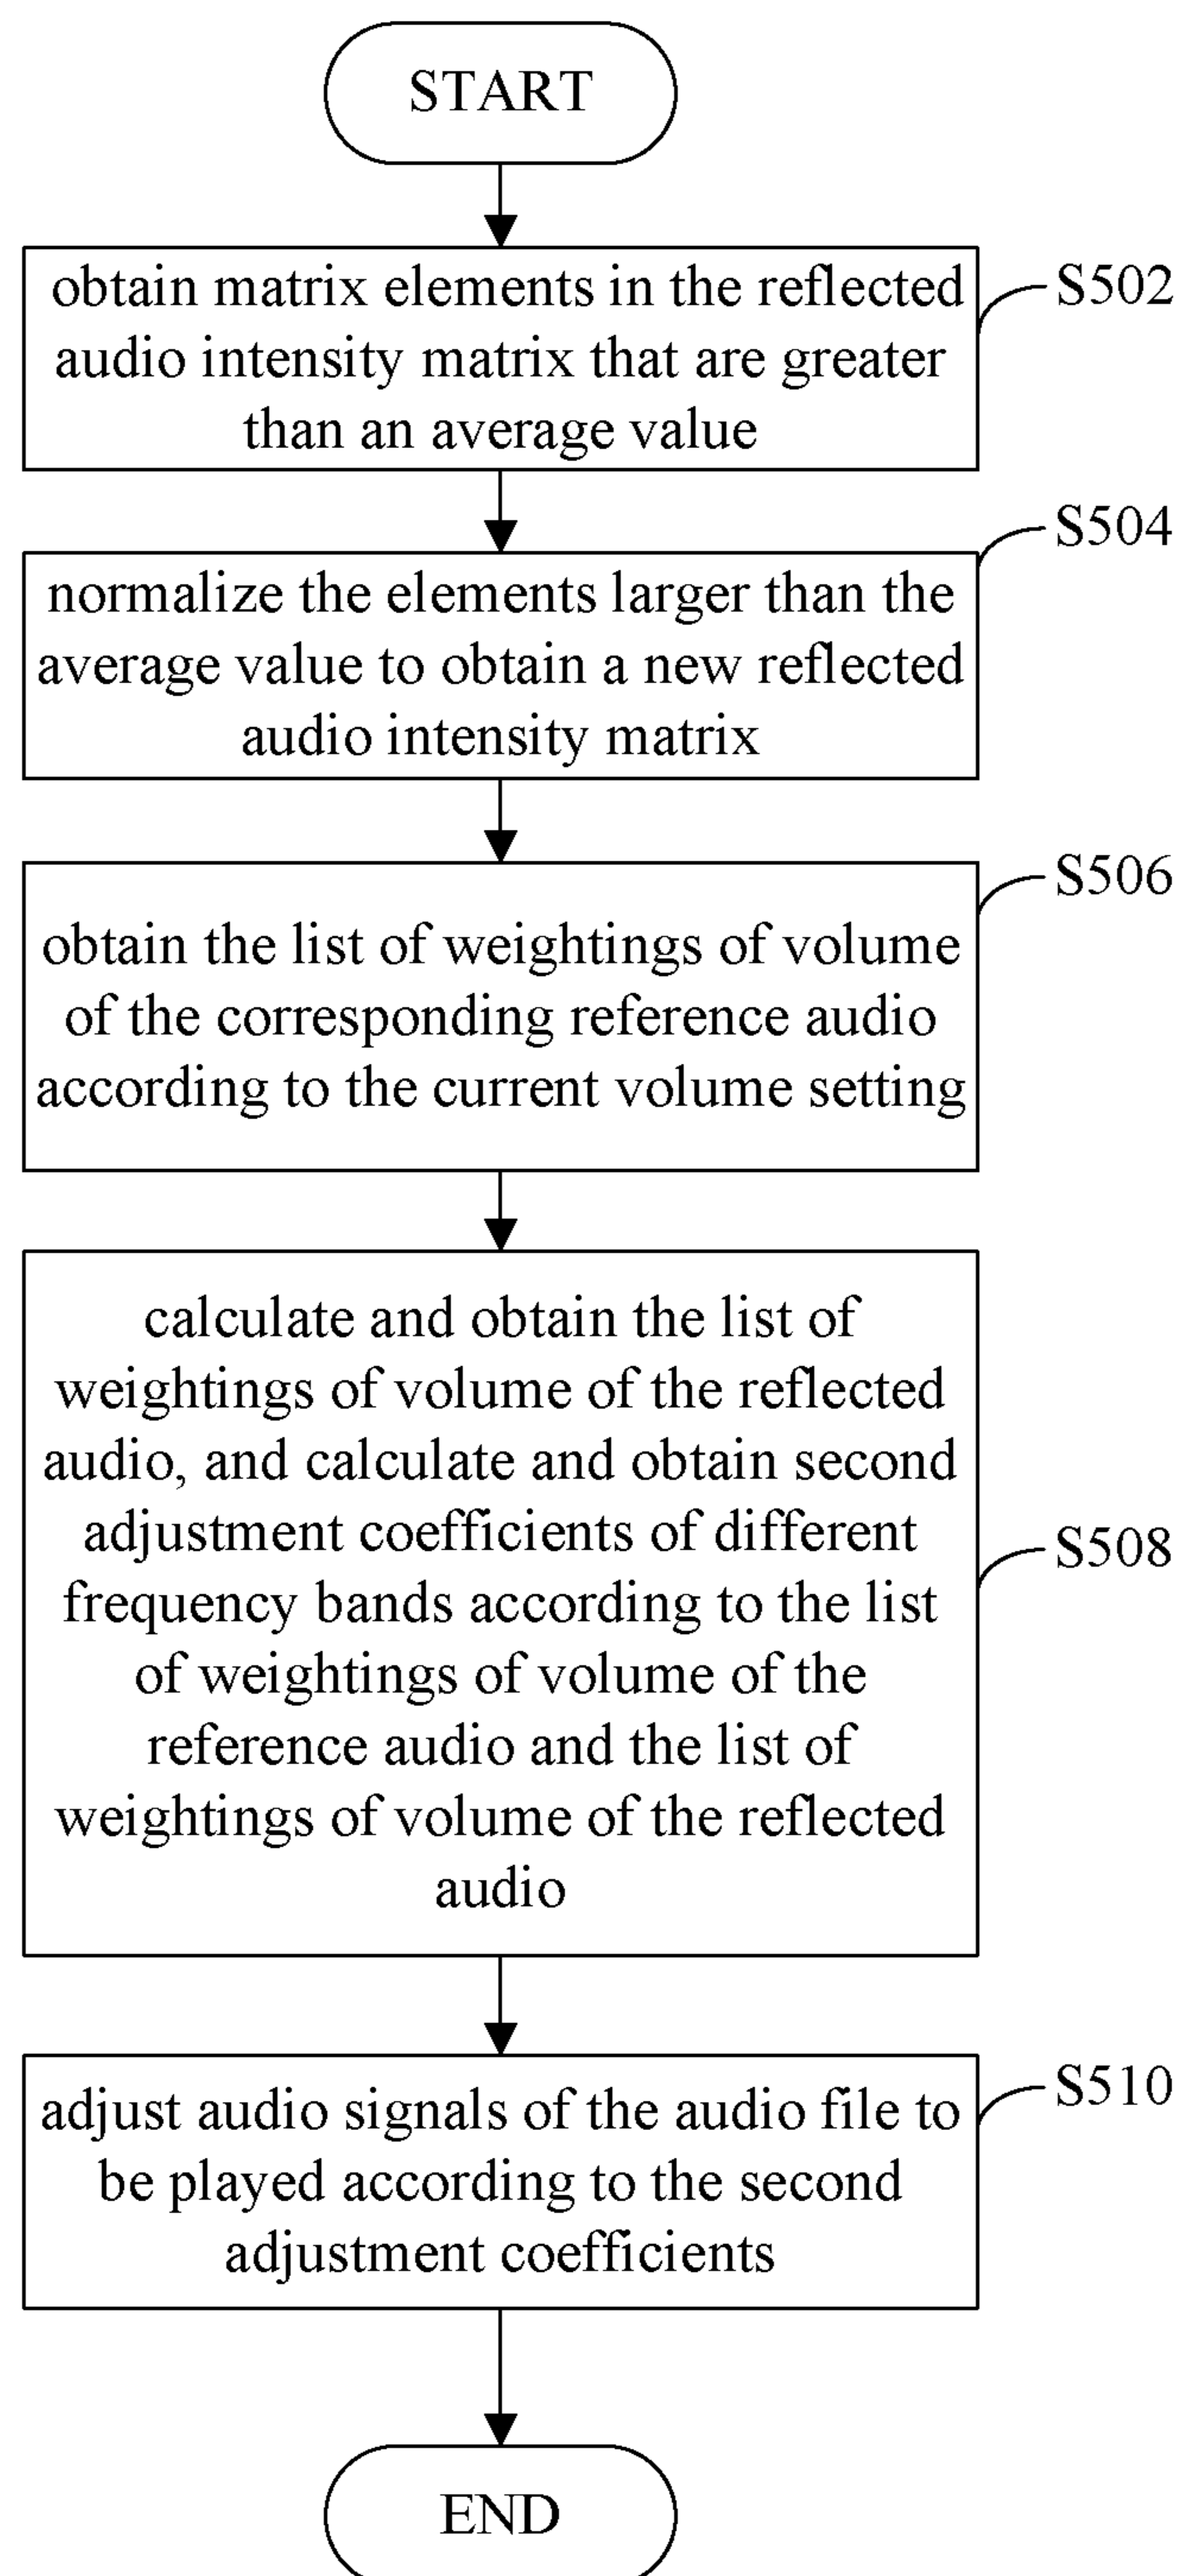 START
obtain matrix elements in the reflected
audio intensity matrix that are greater
than an average value
S502
normalize the elements larger than the
average value to obtain a new reflected
audio intensity matrix
S504
obtain the list of weightings of volume
of the corresponding reference audio
according to the current volume setting
S506
calculate and obtain the list of
weightings of volume of the reflected
audio, and calculate and obtain second
adjustment coefficients of different
frequency bands according to the list
of weightings of volume of the
reference audio and the list of
weightings of volume of the reflected
audio
S508
adjust audio signals of the audio file to
be played according to the second
adjustment coefficients
S510
END